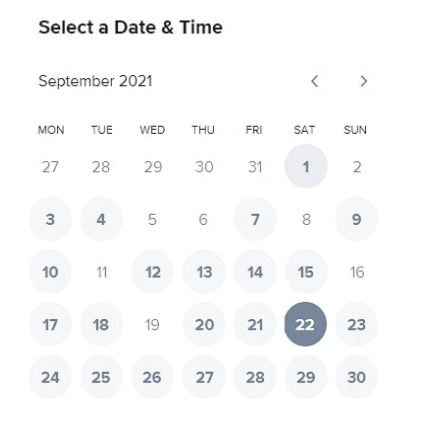 Select a Date & Time
September 2021
MON TUE WED THU FRI SAT SUN
27 28 29 30 31 1 2
3 4 5 6 7 8 9
10 11 12 13 14 15 16
17 18 19 20 21 22 23
24 25 26 27 28 29 30